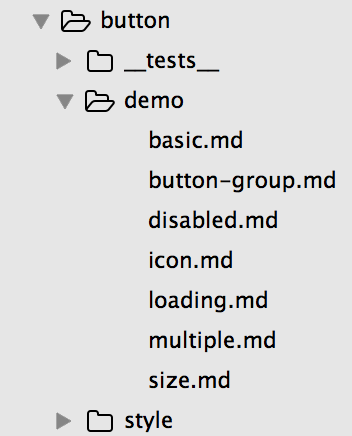 button
__tests__
demo
basic.md
button-group.md
disabled.md
icon.md
loading.md
multiple.md
size.md
style